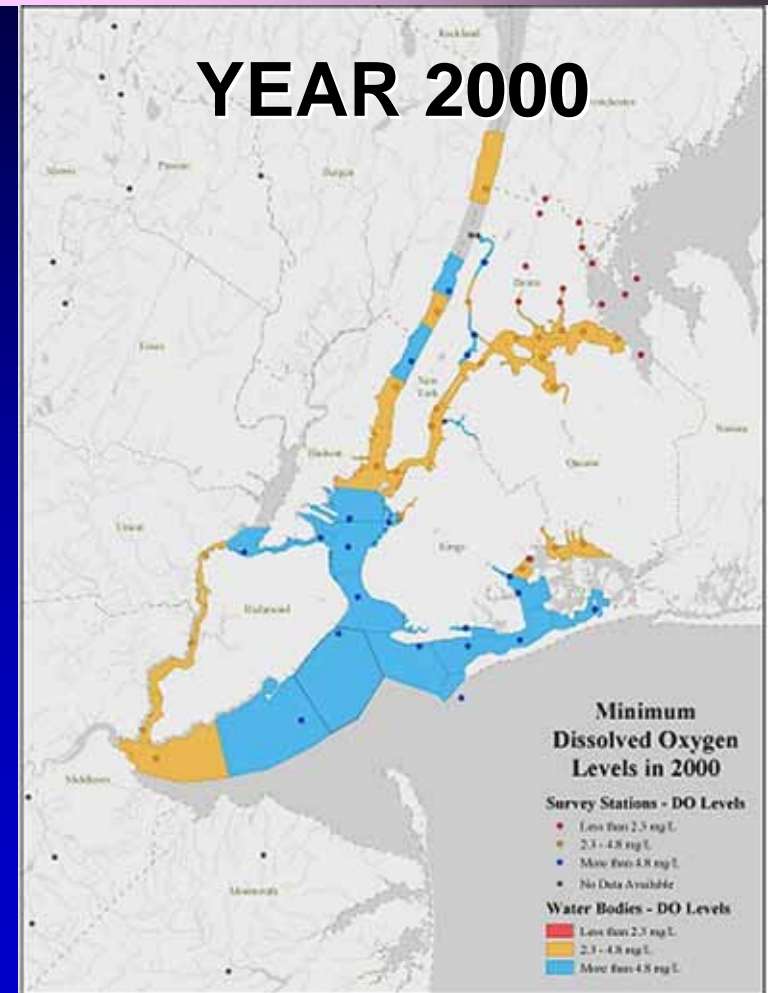 YEAR 2000
Rockland
Westchester
Morris
Passaic
Bergen
Bronx
Essex
New
York
Nassau
Hudson
Queens
Union
Kings
Richmond
Middlesex
Monmouth
Minimum
Dissolved Oxygen
Levels in 2000
Survey Stations - DO Levels
Less than 2.3 mg/L
2.3 - 4.8 mg/L
More than 4.8 mg/L
No Data Available
Water Bodies - DO Levels
Less than 2.3 mg/L
2.3 - 4.8 mg/L
More than 4.8 mg/L